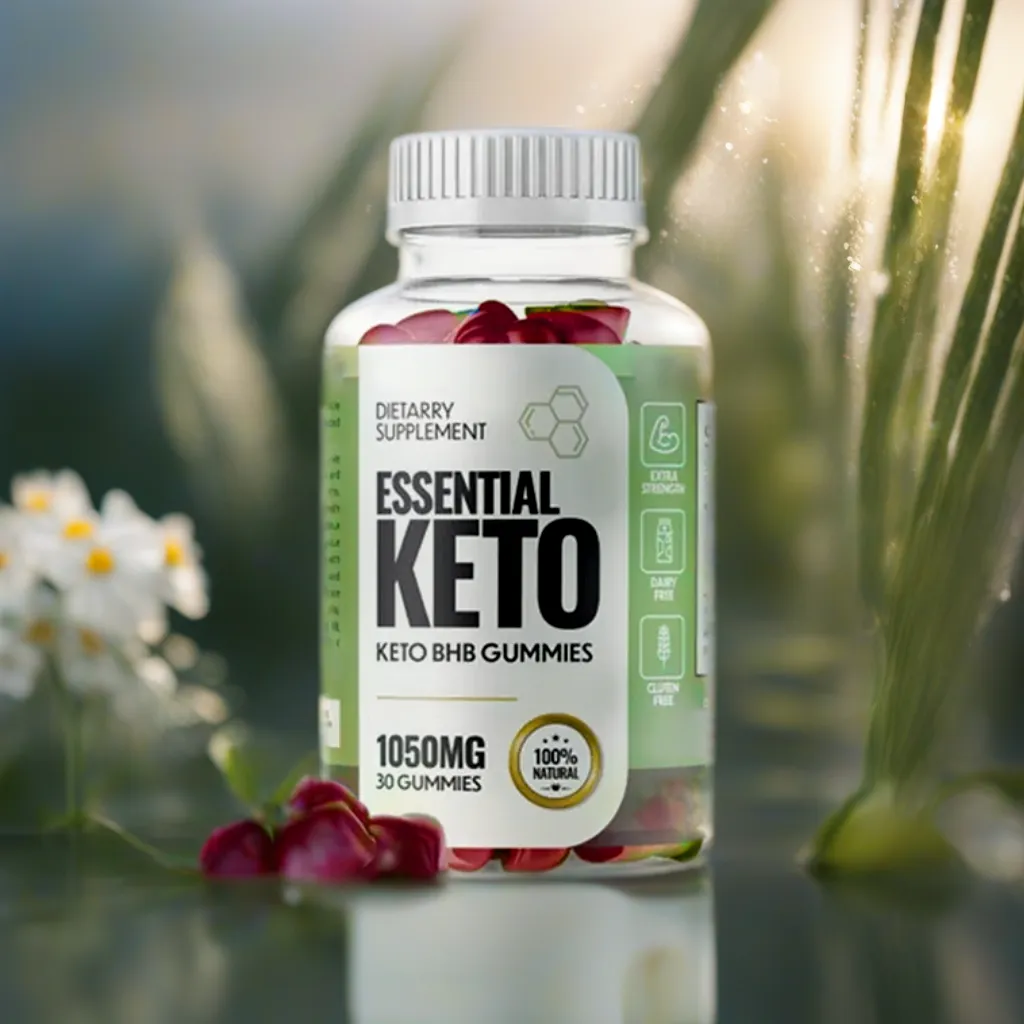 DIETARRY
SUPPLEMENT
ESSENTIAL
KETO
KETO BHB GUMMIES
1050MG
30 GUMMIES
100%
NATURAL
EXTRA
STRENGTH
DAIRY
FREE
GLUTEN
FREE